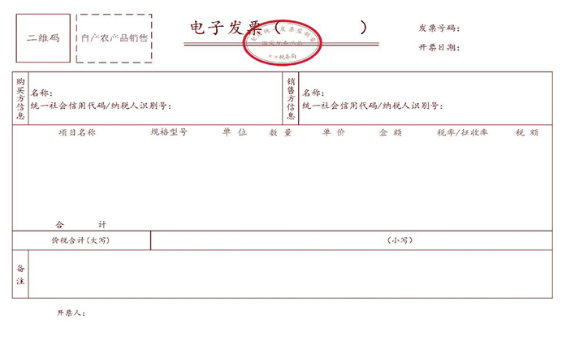 二维码
自产农产品销售
电子发票（ ）
发票号码：
开票日期：
购买方信息
名称：
统一社会信用代码/纳税人识别号：
销售方信息
名称：
统一社会信用代码/纳税人识别号：
项目名称 规格型号 单位 数量 单价 金额 税率/征收率 税额
合计
价税合计(大写) （小写）
备注
开票人：